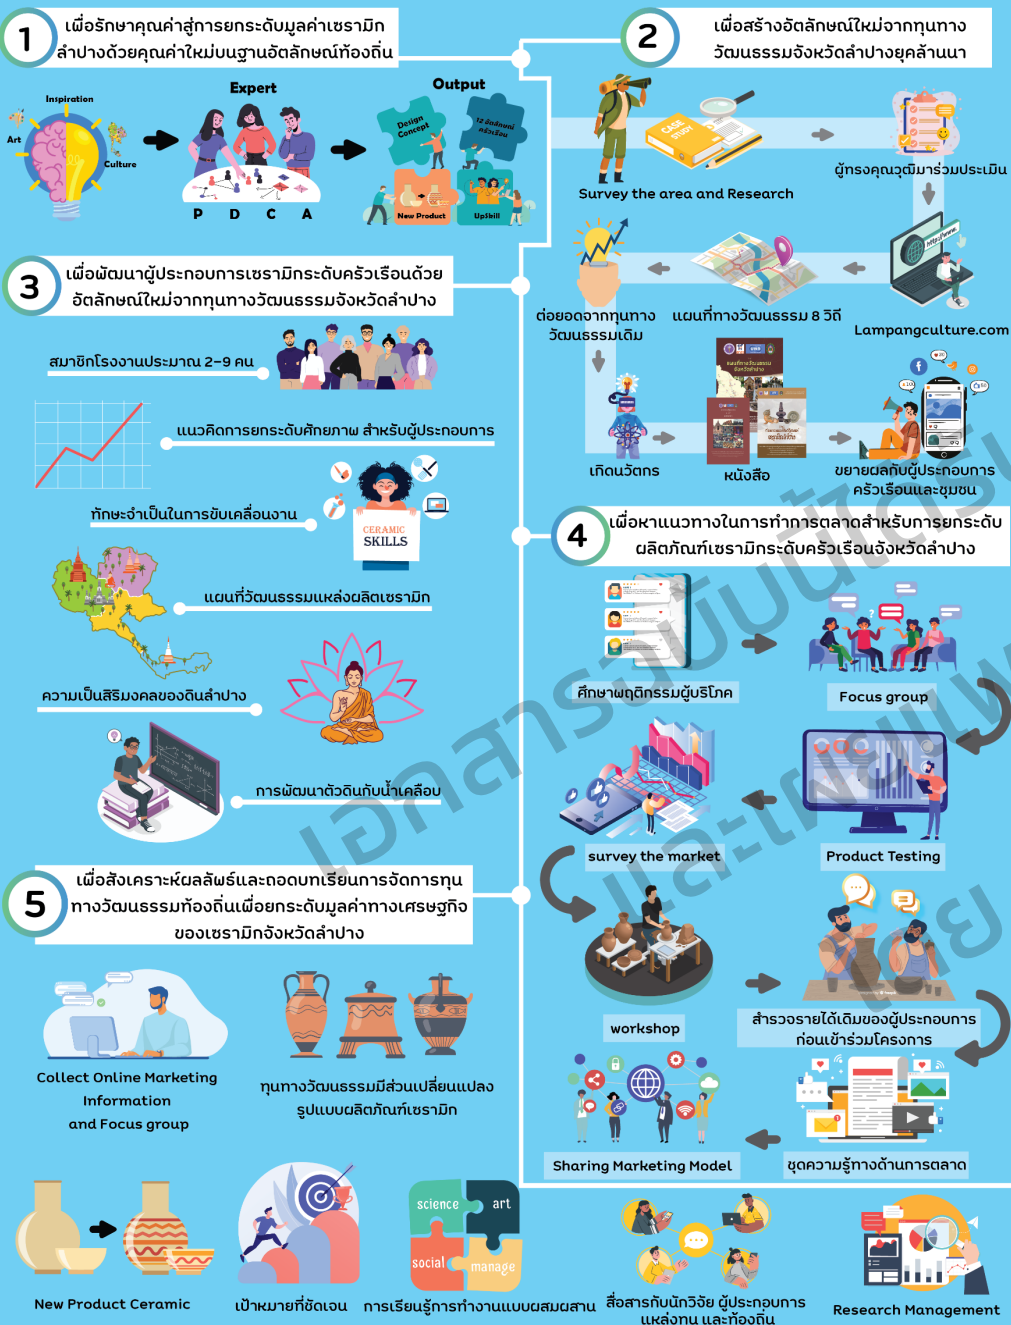 1
เพื่อรักษาคุณค่าสู่การยกระดับมูลค่าเซรามิก
ลำปางด้วยคุณค่าใหม่บนฐานอัตลักษณ์ท้องถิ่น
Inspiration
Art
Culture
Expert
P D C A
Output
Design
Concept
12 อัตลักษณ์
ครัวเรือน
New Product
UpSkill
2
เพื่อสร้างอัตลักษณ์ใหม่จากทุนทาง
วัฒนธรรมจังหวัดลำปางยุคล้านนา
CASE
STUDY
Survey the area and Research
ผู้ทรงคุณวุฒิมาร่วมประเมิน
http://www.
Lampangculture.com
แผนที่ทางวัฒนธรรม 8 วิถี
ต่อยอดจากทุนทาง
วัฒนธรรมเดิม
เกิดนวัตกร
หนังสือ
ขยายผลกับผู้ประกอบการ
ครัวเรือนและชุมชน
3
เพื่อพัฒนาผู้ประกอบการเซรามิกระดับครัวเรือนด้วย
อัตลักษณ์ใหม่จากทุนทางวัฒนธรรมจังหวัดลำปาง
สมาชิกโรงงานประมาณ 2-9 คน
แนวคิดการยกระดับศักยภาพ สำหรับผู้ประกอบการ
ทักษะจำเป็นในการขับเคลื่อนงาน
CERAMIC
SKILLS
แผนที่วัฒนธรรมแหล่งผลิตเซรามิก
ความเป็นสิริมงคลของดินลำปาง
การพัฒนาตัวดินกับน้ำเคลือบ
4
เพื่อหาแนวทางในการทำการตลาดสำหรับการยกระดับ
ผลิตภัณฑ์เซรามิกระดับครัวเรือนจังหวัดลำปาง
ศึกษาพฤติกรรมผู้บริโภค
?
Focus group
survey the market
Product Testing
workshop
สำรวจรายได้เดิมของผู้ประกอบการ
ก่อนเข้าร่วมโครงการ
Sharing Marketing Model
ชุดความรู้ทางด้านการตลาด
5
เพื่อสังเคราะห์ผลลัพธ์และถอดบทเรียนการจัดการทุน
ทางวัฒนธรรมท้องถิ่นเพื่อยกระดับมูลค่าทางเศรษฐกิจ
ของเซรามิกจังหวัดลำปาง
Collect Online Marketing
Information
and Focus group
ทุนทางวัฒนธรรมมีส่วนเปลี่ยนแปลง
รูปแบบผลิตภัณฑ์เซรามิก
New Product Ceramic
เป้าหมายที่ชัดเจน
science
art
social
manage
การเรียนรู้การทำงานแบบผสมผสาน
สื่อสารกับนักวิจัย ผู้ประกอบการ
แหล่งทุน และท้องถิ่น
Research Management